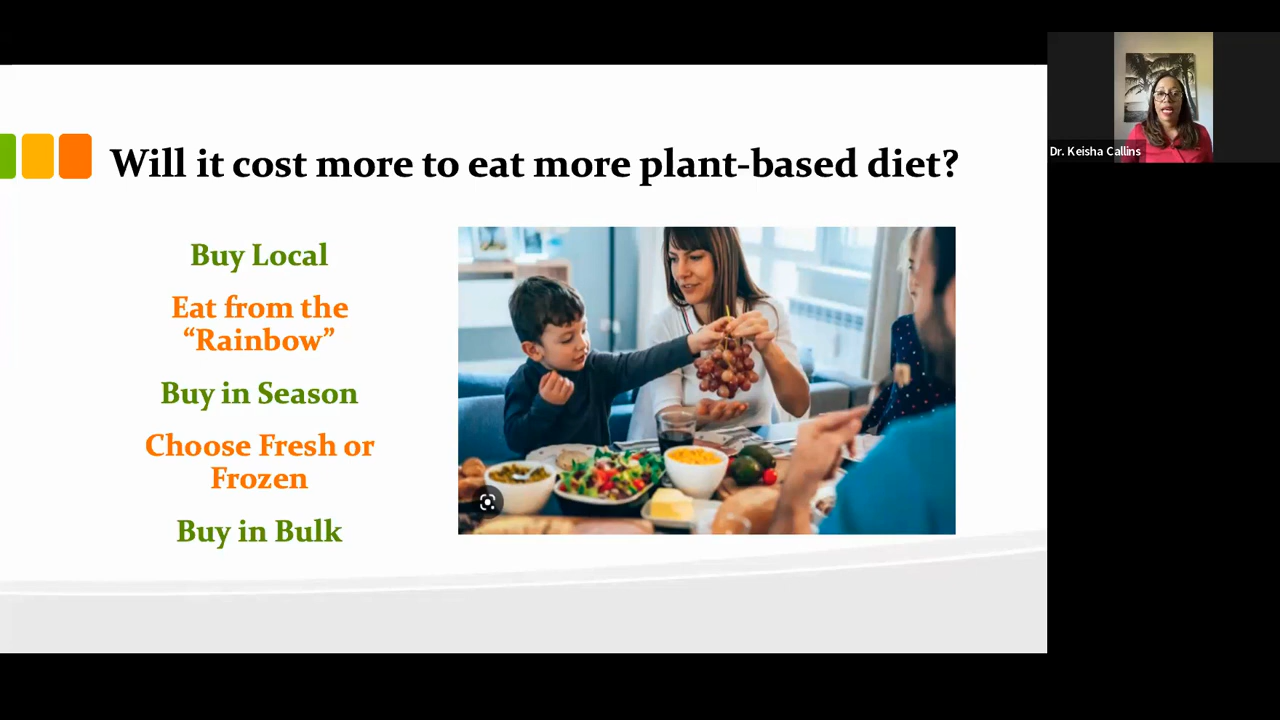 Will it cost more to eat more plant-based diet?
Buy Local
Eat from the
“Rainbow”
Buy in Season
Choose Fresh or
Frozen
Buy in Bulk
Dr. Keisha Callins